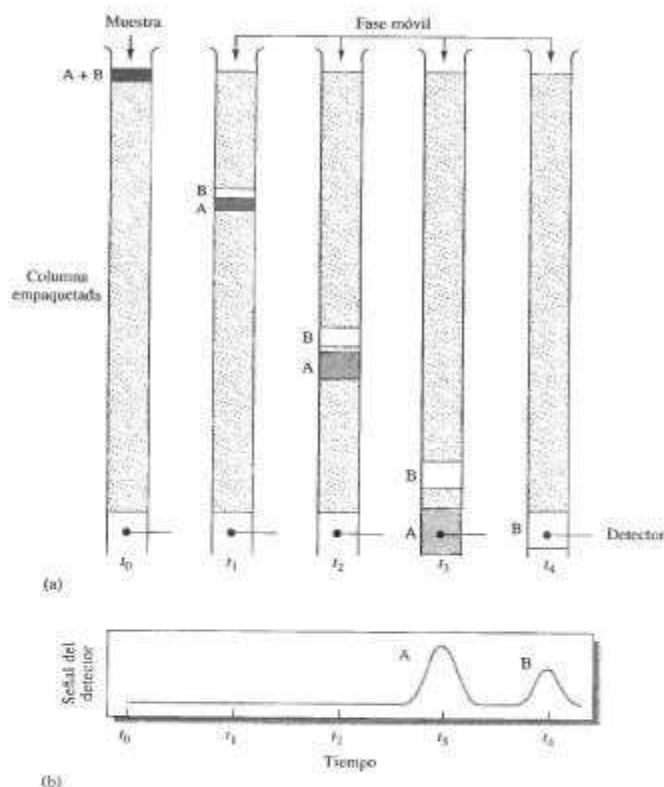 Muestra
Fase móvil
A + B
B
A
Columna
empaquetada
B
A
B
A
B
Detector
t₀
t₁
t₂
t₃
t₄
(a)
Señal del
detector
A
B
t₀
t₁
t₂
t₃
t₄
Tiempo
(b)